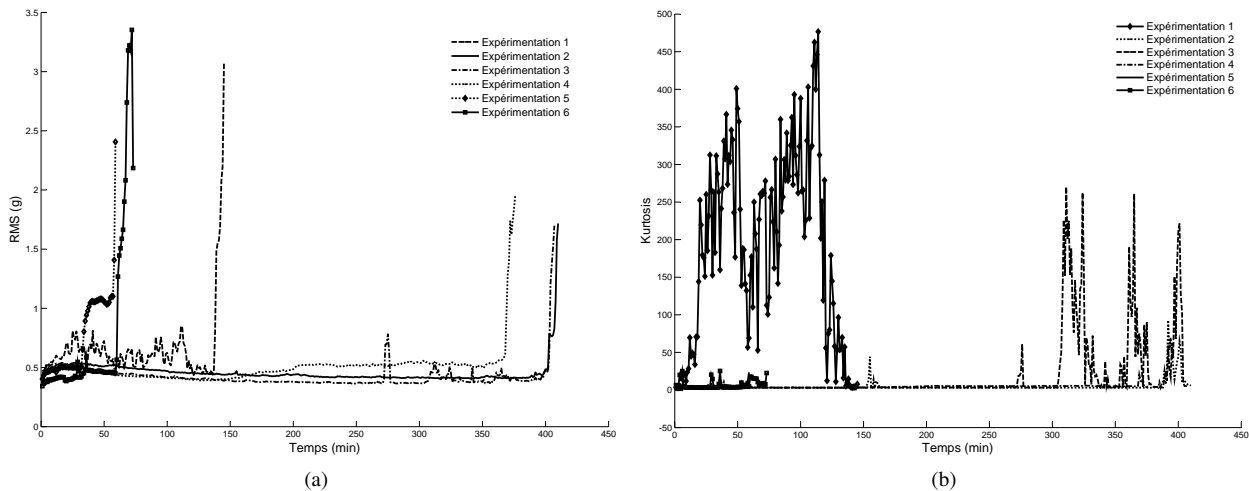 3.5
3
2.5
2
1.5
1
0.5
0
RMS (g)
0 50 100 150 200 250 300 350 400 450
Temps (min)
Expérimentation 1
Expérimentation 2
Expérimentation 3
Expérimentation 4
Expérimentation 5
Expérimentation 6
(a)
500
450
400
350
300
250
200
150
100
50
0
-50
Kurtosis
0 50 100 150 200 250 300 350 400 450
Temps (min)
Expérimentation 1
Expérimentation 2
Expérimentation 3
Expérimentation 4
Expérimentation 5
Expérimentation 6
(b)